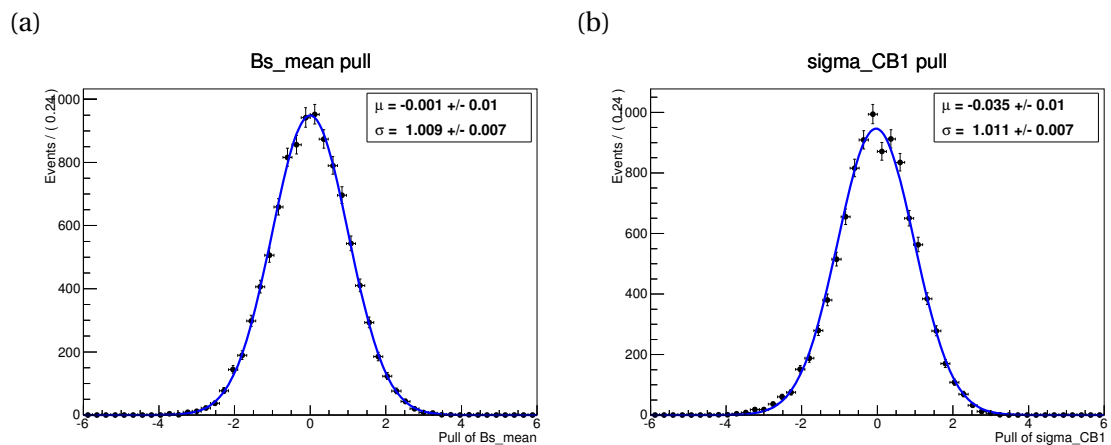 (a)
Bs_mean pull
Events / ( 0.24 )
1000
800
600
400
200
0
μ = -0.001 +/- 0.01
σ = 1.009 +/- 0.007
-6 -4 -2 0 2 4 6
Pull of Bs_mean
(b)
sigma_CB1 pull
Events / ( 0.24 )
1000
800
600
400
200
0
μ = -0.035 +/- 0.01
σ = 1.011 +/- 0.007
-6 -4 -2 0 2 4 6
Pull of sigma_CB1